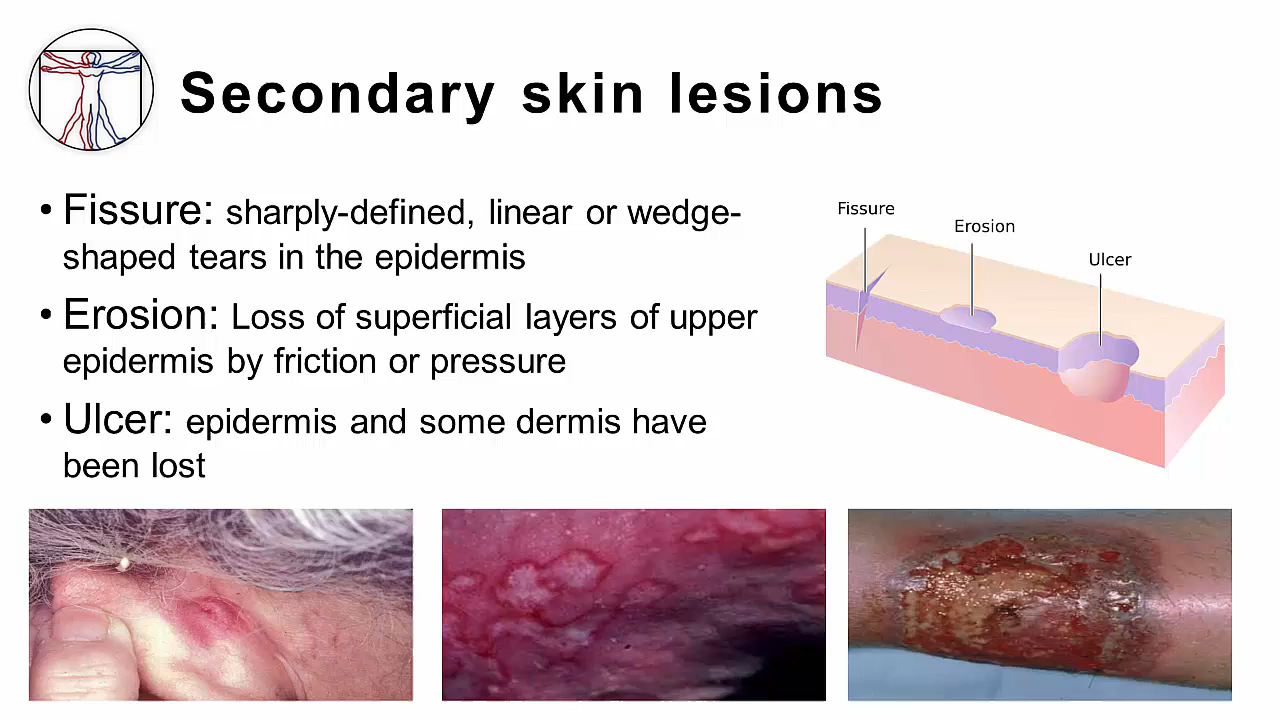 Secondary skin lesions
• Fissure: sharply-defined, linear or wedge-
shaped tears in the epidermis
• Erosion: Loss of superficial layers of upper
epidermis by friction or pressure
• Ulcer: epidermis and some dermis have
been lost
Fissure
Erosion
Ulcer